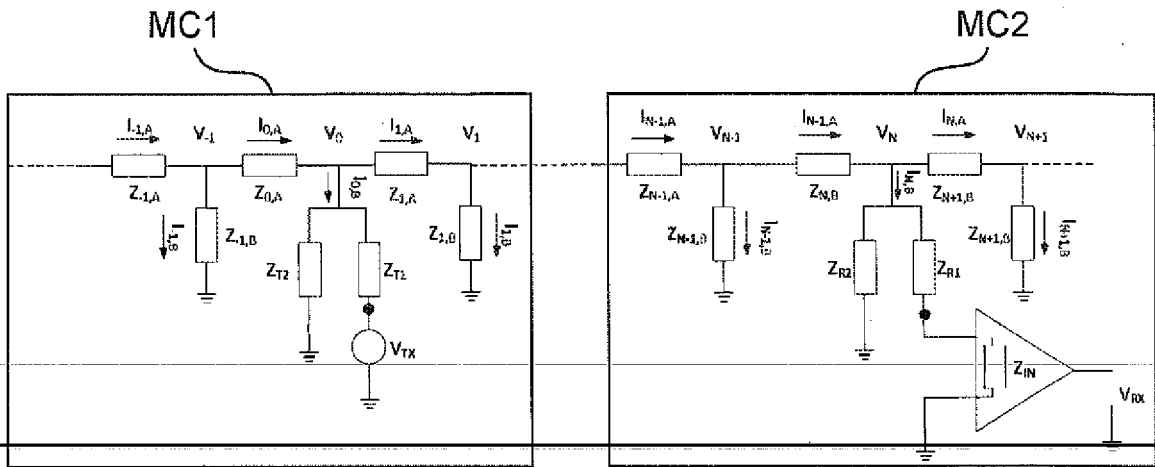 MC1
MC2
I-1,A
V-1
I0,A
V0
I1,A
V1
IN-1,A
VN-1
IN-1,A
VN
IN,A
VN+1
Z-1,A
Z0,A
I0,B
Z1,A
ZN-1,A
ZN,B
IN,B
ZN+1,B
I1,B
Z-1,B
ZT2
ZT1
Z1,B
I1,B
ZN-1,B
IN-1,B
ZR2
ZR1
ZN+1,B
IN+1,B
VTX
ZIN
VRX